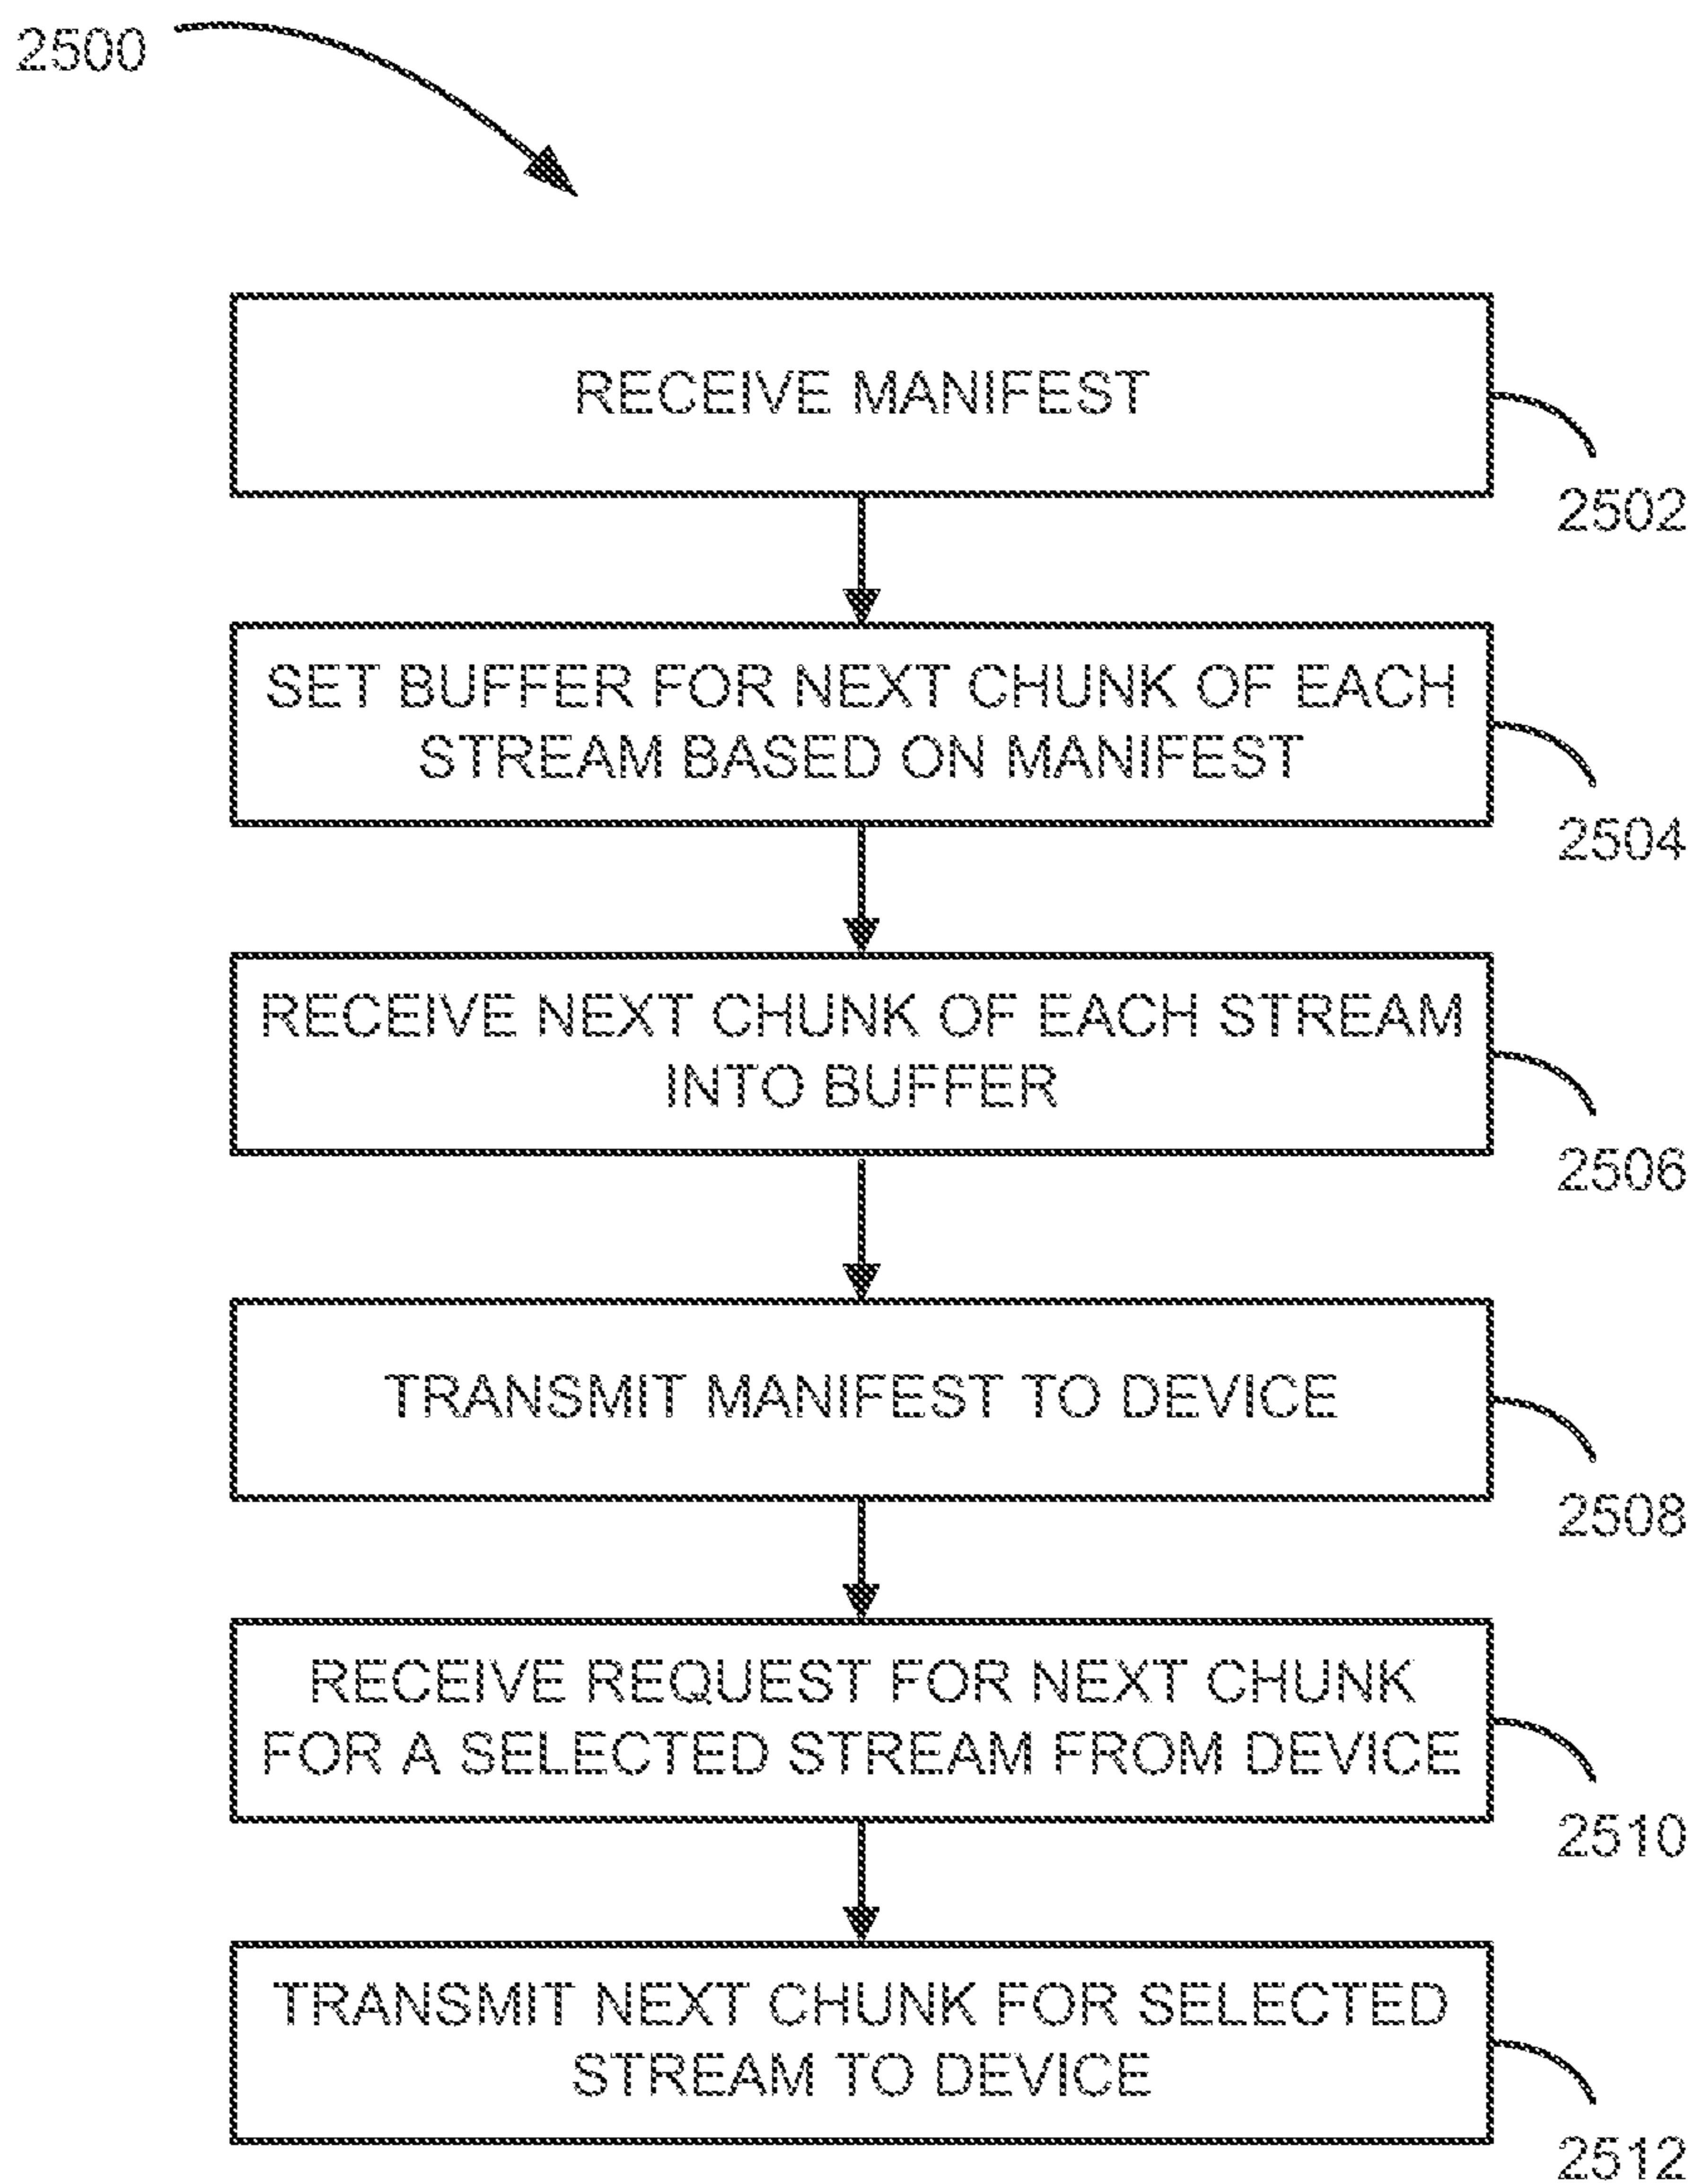 2500
RECEIVE MANIFEST
2502
SET BUFFER FOR NEXT CHUNK OF EACH
STREAM BASED ON MANIFEST
2504
RECEIVE NEXT CHUNK OF EACH STREAM
INTO BUFFER
2506
TRANSMIT MANIFEST TO DEVICE
2508
RECEIVE REQUEST FOR NEXT CHUNK
FOR A SELECTED STREAM FROM DEVICE
2510
TRANSMIT NEXT CHUNK FOR SELECTED
STREAM TO DEVICE
2512